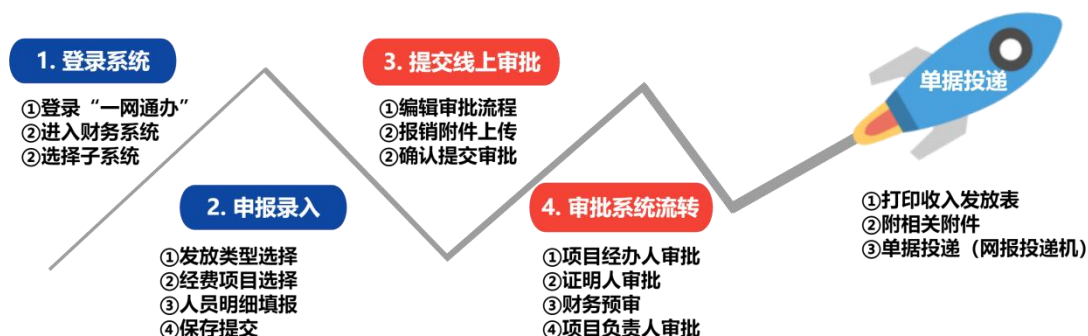 1. 登录系统
①登录“一网通办”
②进入财务系统
②选择子系统
2. 申报录入
①发放类型选择
②经费项目选择
③人员明细填报
④保存提交
3. 提交线上审批
①编辑审批流程
②报销附件上传
②确认提交审批
4. 审批系统流转
①项目经办人审批
②证明人审批
③财务预审
④项目负责人审批
单据投递
①打印收入发放表
②附相关附件
③单据投递（网报投递机）